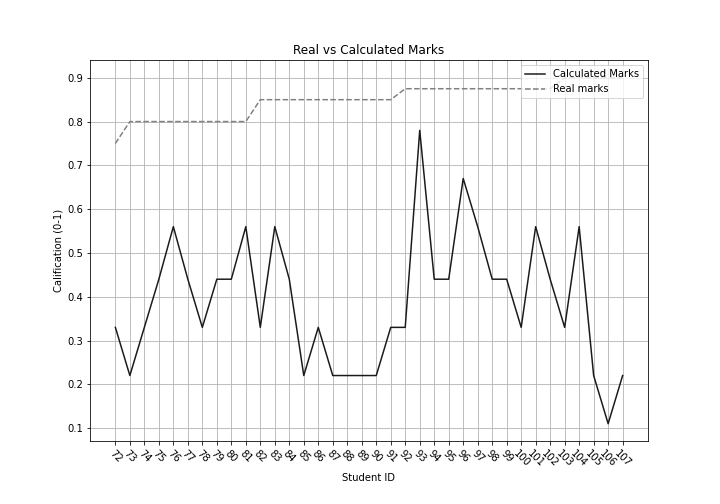 Real vs Calculated Marks
Calculated Marks
Real marks
Calification (0-1)
0.9
0.8
0.7
0.6
0.5
0.4
0.3
0.2
0.1
72 73 74 75 76 77 78 79 80 81 82 83 84 85 86 87 88 89 90 91 92 93 94 95 96 97 98 99 100 101 102 103 104 105 106 107
Student ID